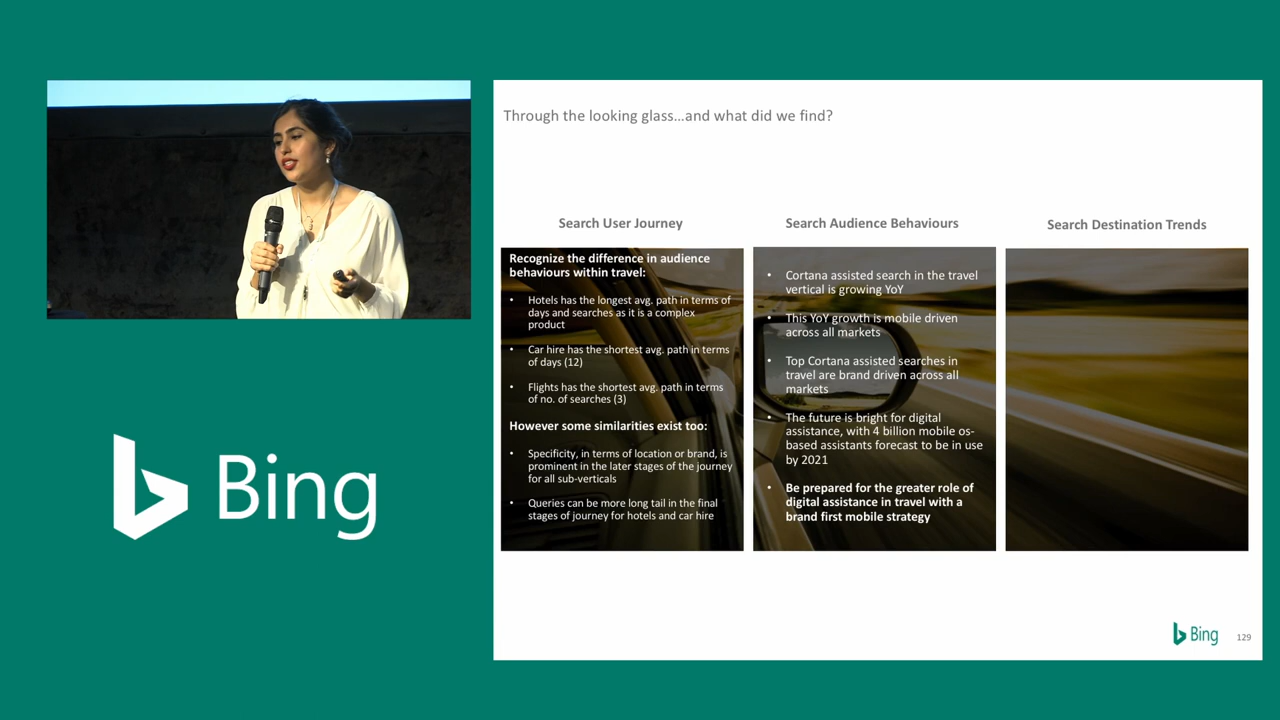 Through the looking glass...and what did we find?
Search User Journey
Recognize the difference in audience
behaviours within travel:
• Hotels has the longest avg. path in terms of
days and searches as it is a complex
product
• Car hire has the shortest avg. path in terms
of days (12)
• Flights has the shortest avg. path in terms
of no. of searches (3)
However some similarities exist too:
• Specificity, in terms of location or brand, is
prominent in the later stages of the journey
for all sub-verticals
• Queries can be more long tail in the final
stages of journey for hotels and car hire
Search Audience Behaviours
• Cortana assisted search in the travel
vertical is growing YoY
• This YoY growth is mobile driven
across all markets
• Top Cortana assisted searches in
travel are brand driven across all
markets
• The future is bright for digital
assistance, with 4 billion mobile os-
based assistants forecast to be in use
by 2021
• Be prepared for the greater role of
digital assistance in travel with a
brand first mobile strategy
Search Destination Trends
Bing
Bing
129